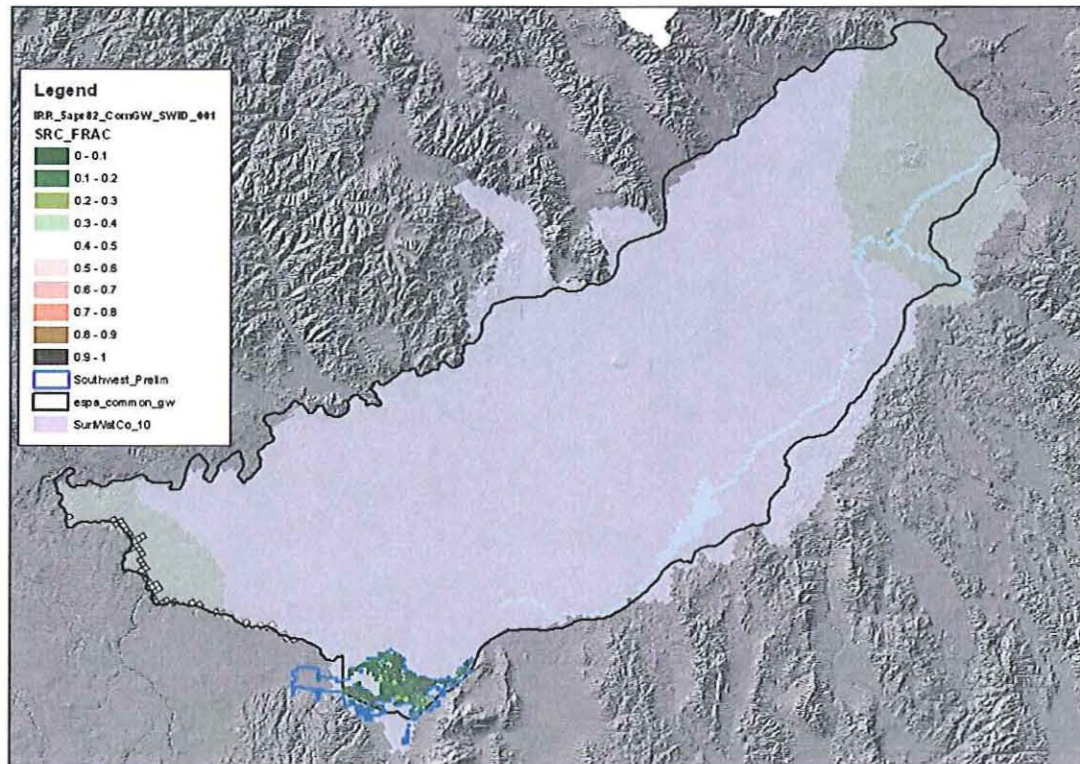 Legend
IRR_Sapr82_ComGW_SWID_001
SRC_FRAC
0 - 0.1
0.1 - 0.2
0.2 - 0.3
0.3 - 0.4
0.4 - 0.5
0.5 - 0.6
0.6 - 0.7
0.7 - 0.8
0.8 - 0.9
0.9 - 1
Southwest_Prelim
espa_common_gw
SurfWatCo_10